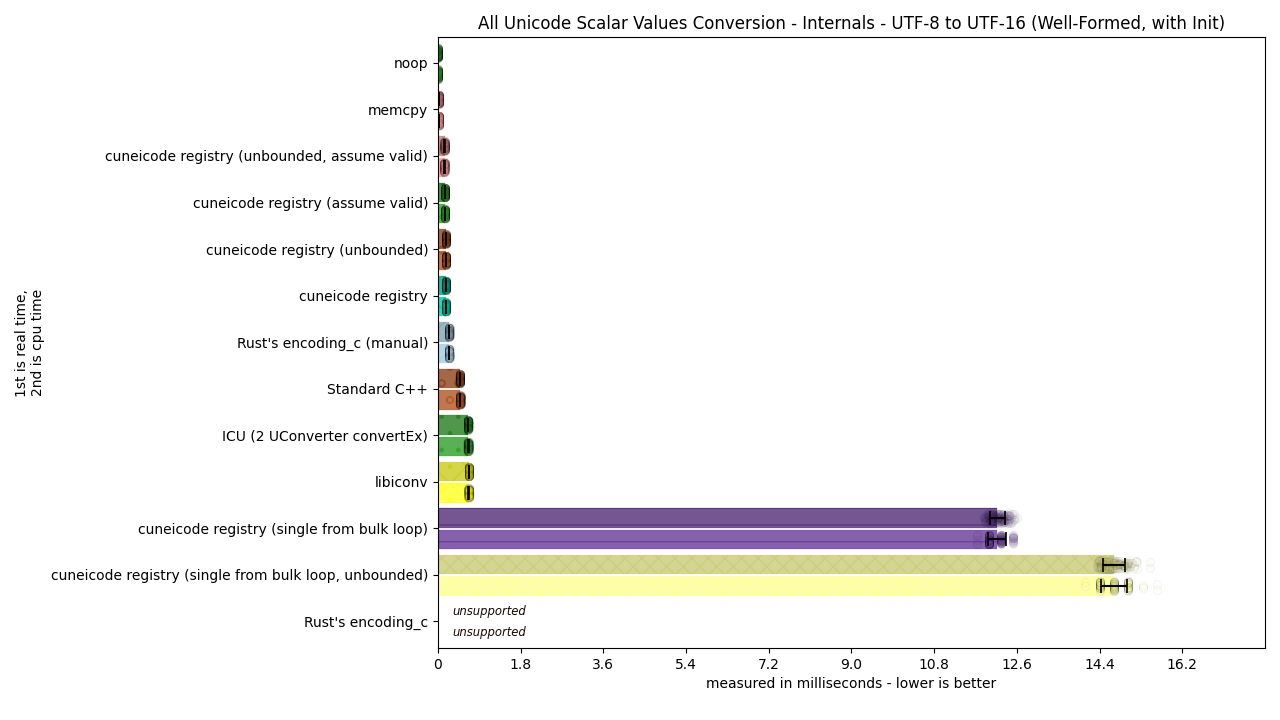 All Unicode Scalar Values Conversion - Internals - UTF-8 to UTF-16 (Well-Formed, with Init)
1st is real time,
2nd is cpu time
noop
memcpy
cuneicode registry (unbounded, assume valid)
cuneicode registry (assume valid)
cuneicode registry (unbounded)
cuneicode registry
Rust's encoding_c (manual)
Standard C++
ICU (2 UConverter convertEx)
libiconv
cuneicode registry (single from bulk loop)
cuneicode registry (single from bulk loop, unbounded)
Rust's encoding_c
unsupported
unsupported
0 1.8 3.6 5.4 7.2 9.0 10.8 12.6 14.4 16.2
measured in milliseconds - lower is better